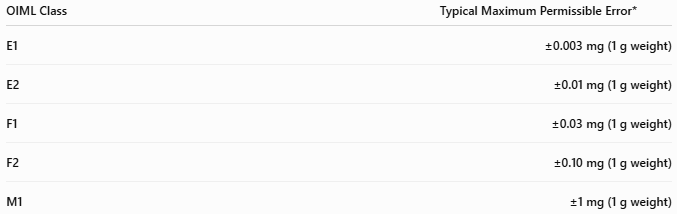 OIML Class Typical Maximum Permissible Error*
E1 ±0.003 mg (1 g weight)
E2 ±0.01 mg (1 g weight)
F1 ±0.03 mg (1 g weight)
F2 ±0.10 mg (1 g weight)
M1 ±1 mg (1 g weight)